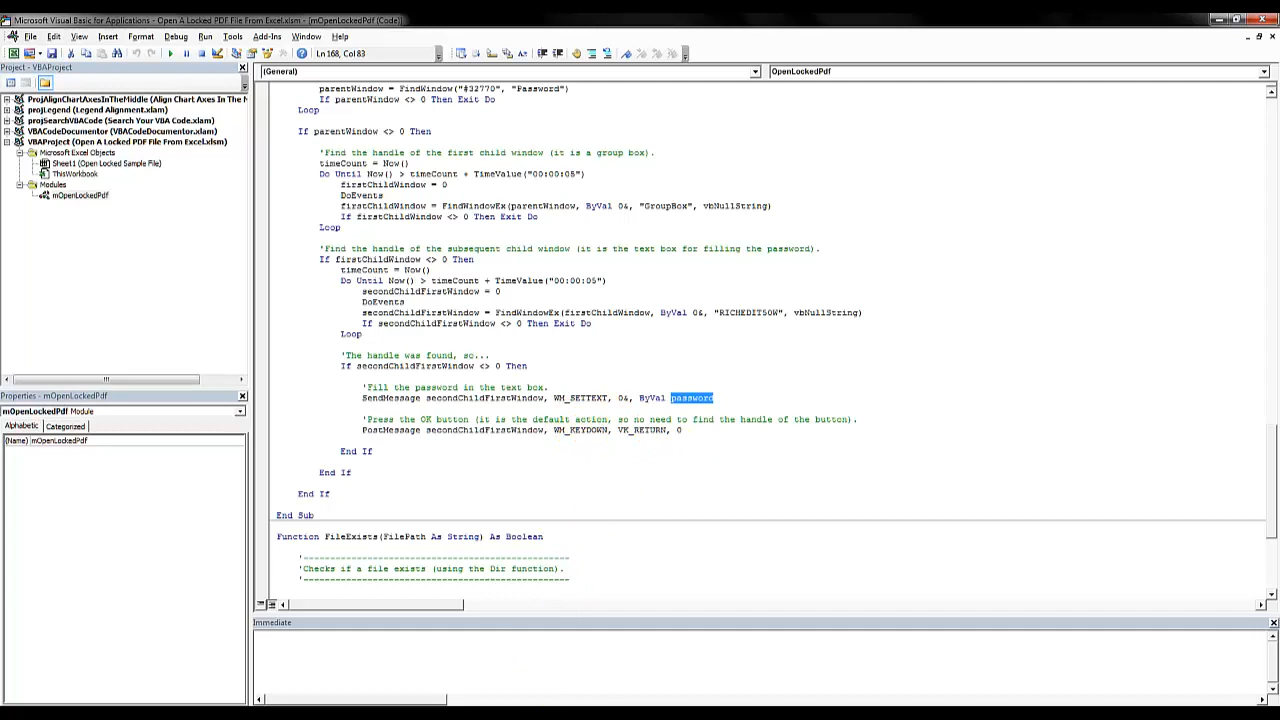 Microsoft Visual Basic for Applications - Open A Locked PDF File From Excel.xlsm - [mOpenLockedPdf (Code)]
File Edit View Insert Format Debug Run Tools Add-Ins Window Help
Ln 168, Col 83
Project - VBAProject
ProjAlignChartAxesInTheMiddle (Align Chart Axes In The M
projLegend (Legend Alignment.xlam)
projSearchVBACode (Search Your VBA Code.xlam)
VBACodeDocumentor (VBACodeDocumentor.xlam)
VBAProject (Open A Locked PDF File From Excel.xlsm)
Microsoft Excel Objects
Sheet1 (Open Locked Sample File)
ThisWorkbook
Modules
mOpenLockedPdf
Properties - mOpenLockedPdf
mOpenLockedPdf Module
Alphabetic Categorized
(Name) mOpenLockedPdf
(General) OpenLockedPdf
parentWindow = FindWindow("#32770", "Password")
If parentWindow <> 0 Then Exit Do
Loop
If parentWindow <> 0 Then
'Find the handle of the first child window (it is a group box).
timeCount = Now()
Do Until Now() > timeCount + TimeValue("00:00:05")
firstChildWindow = 0
DoEvents
firstChildWindow = FindWindowEx(parentWindow, ByVal 0&, "GroupBox", vbNullString)
If firstChildWindow <> 0 Then Exit Do
Loop
'Find the handle of the subsequent child window (it is the text box for filling the password).
If firstChildWindow <> 0 Then
timeCount = Now()
Do Until Now() > timeCount + TimeValue("00:00:05")
secondChildFirstWindow = 0
DoEvents
secondChildFirstWindow = FindWindowEx(firstChildWindow, ByVal 0&, "RICHEDIT50W", vbNullString)
If secondChildFirstWindow <> 0 Then Exit Do
Loop
'The handle was found, so...
If secondChildFirstWindow <> 0 Then
'Fill the password in the text box.
SendMessage secondChildFirstWindow, WM_SETTEXT, 0&, ByVal password
'Press the OK button (it is the default action, so no need to find the handle of the button).
PostMessage secondChildFirstWindow, WM_KEYDOWN, VK_RETURN, 0
End If
End If
End If
End Sub
Function FileExists(FilePath As String) As Boolean
'--------------------------------------------------
'Checks if a file exists (using the Dir function).
'--------------------------------------------------
Immediate